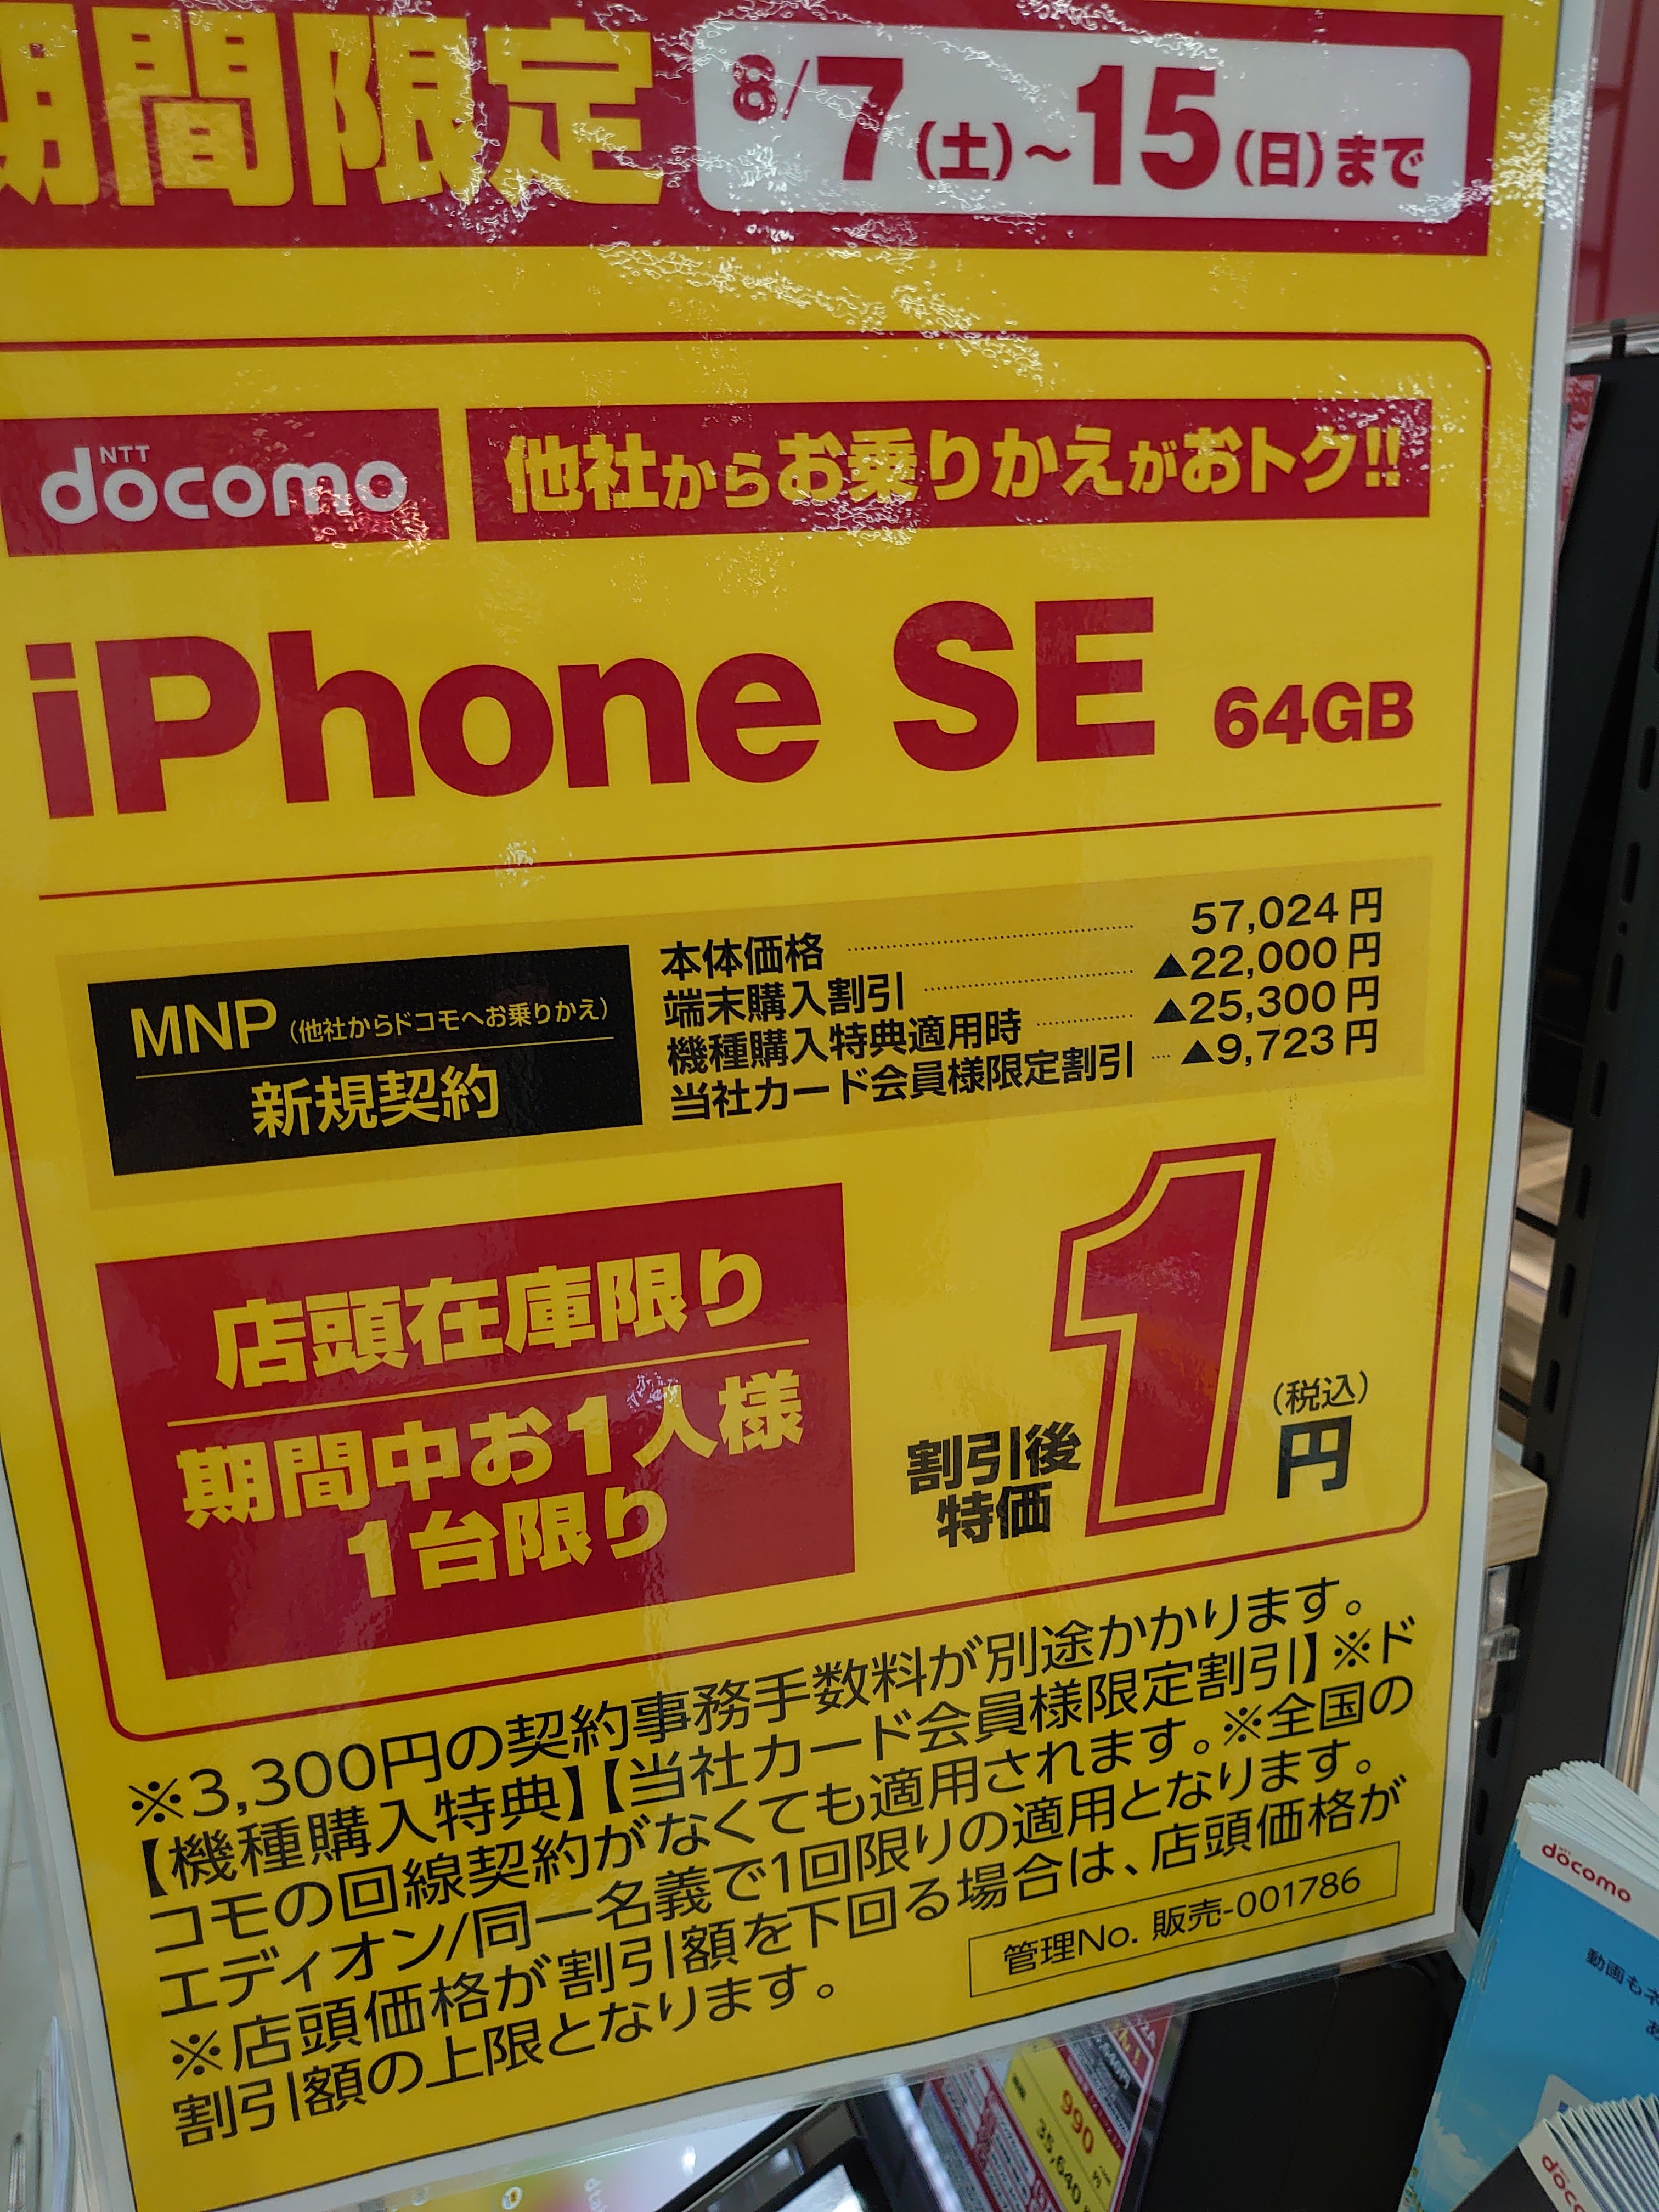 期間限定 8/7(土)～15(日)まで
NTT
docomo
他社からお乗りかえがおトク!!
iPhone SE 64GB
MNP(他社からドコモへお乗りかえ)
新規契約
本体価格 57,024円
端末購入割引 ▲22,000円
機種購入特典適用時 ▲25,300円
当社カード会員様限定割引 ▲9,723円
店頭在庫限り
期間中お1人様
1台限り
割引後
特価
1
(税込)
円
※3,300円の契約事務手数料が別途かかります。
【機種購入特典】【当社カード会員様限定割引】※ド
コモの回線契約がなくても適用されます。※全国の
エディオン/同一名義で1回限りの適用となります。
※店頭価格が割引額を下回る場合は、店頭価格が
割引額の上限となります。
管理No. 販売-001786
docomo
動画も
990
35,640